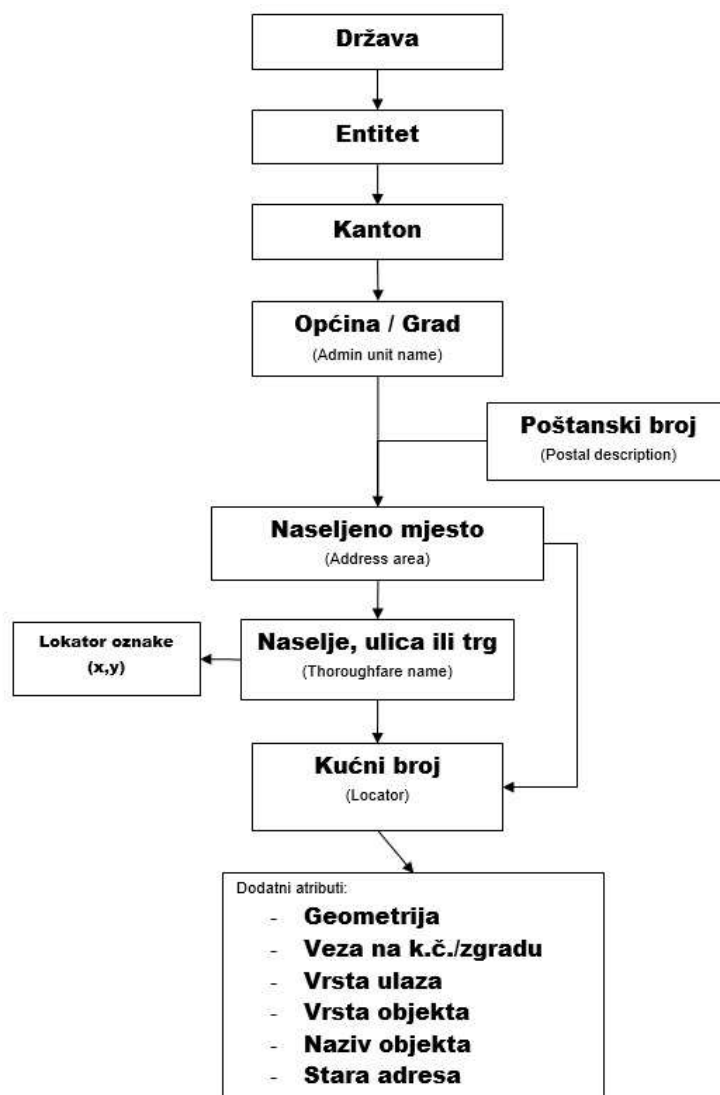 Država
Entitet
Kanton
Općina / Grad
(Admin unit name)
Poštanski broj
(Postal description)
Naseljeno mjesto
(Address area)
Lokator oznake
(x,y)
Naselje, ulica ili trg
(Thoroughfare name)
Kućni broj
(Locator)
Dodatni atributi:
- Geometrija
- Veza na k.č./zgradu
- Vrsta ulaza
- Vrsta objekta
- Naziv objekta
- Stara adresa